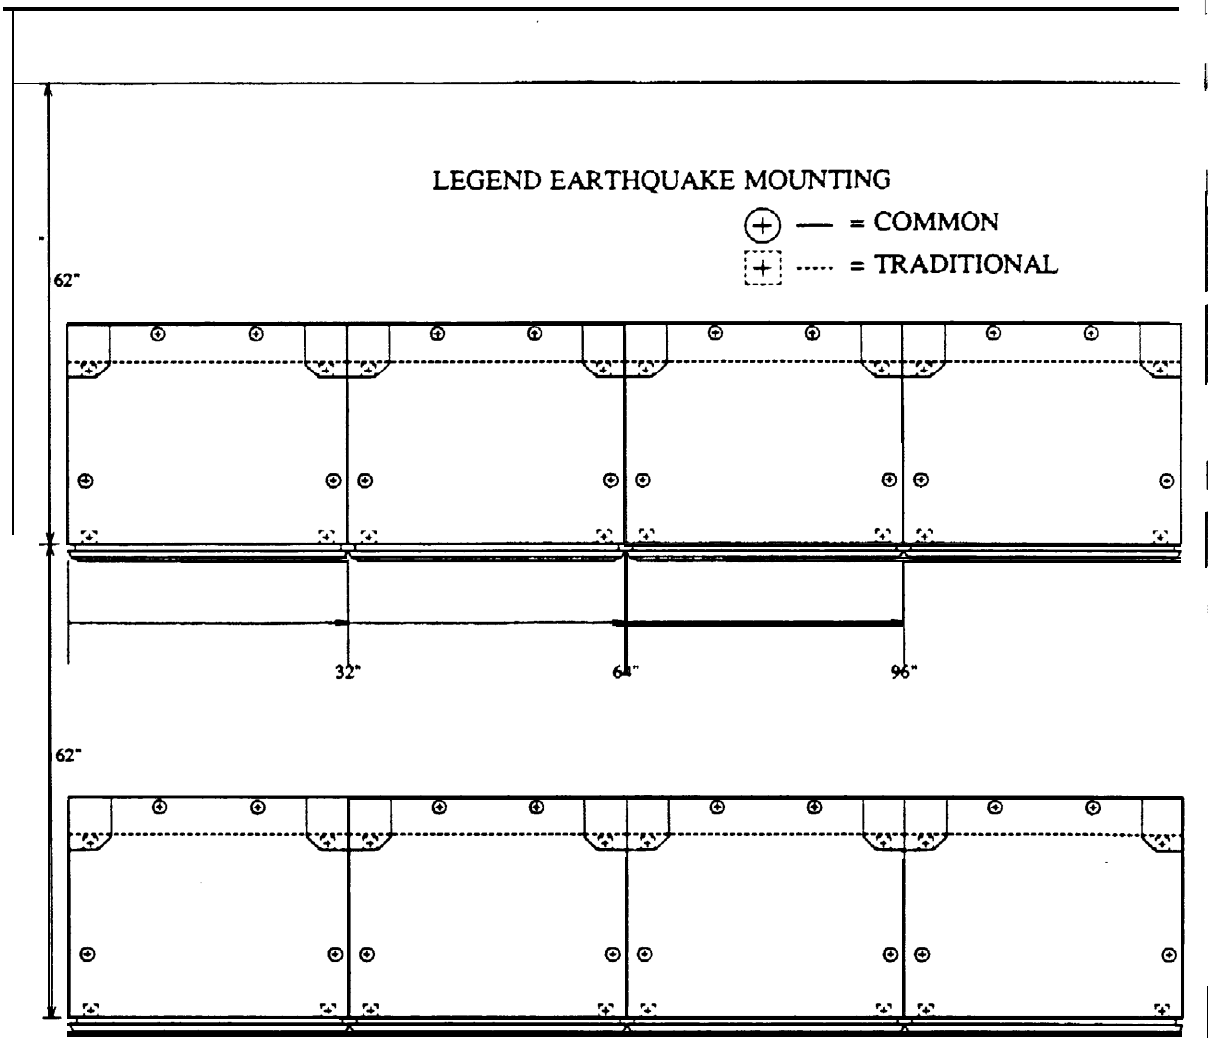 LEGEND EARTHQUAKE MOUNTING
— = COMMON
----- = TRADITIONAL
62"
32" 64" 96"
62"